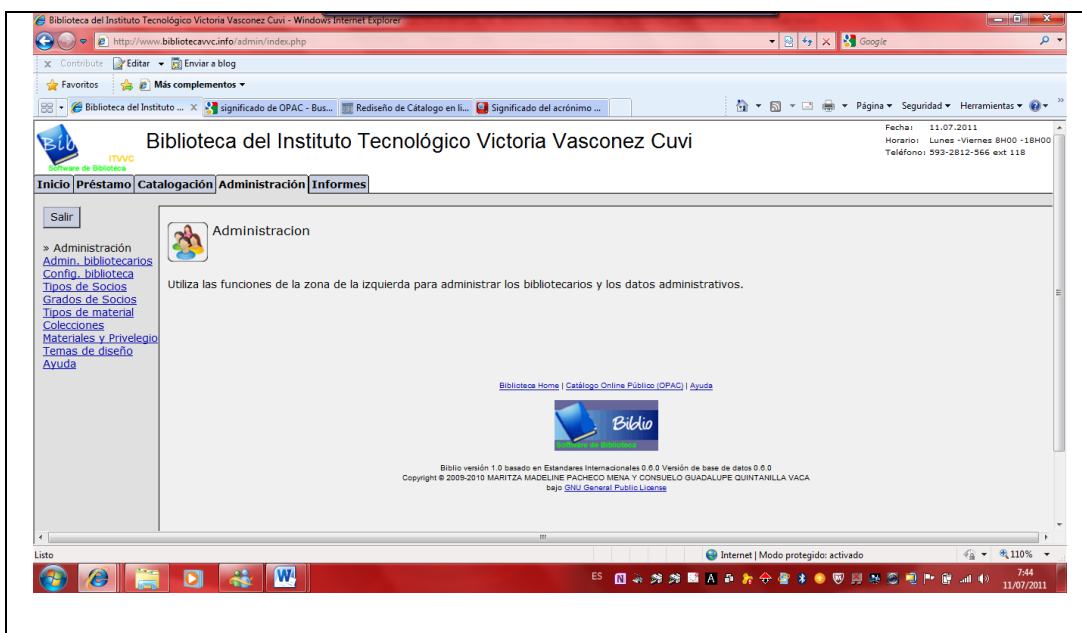 Biblioteca del Instituto Tecnológico Victoria Vasconez Cuvi - Windows Internet Explorer
http://www.bibliotecavvc.info/admin/index.php
Google
x Contribute Editar Enviar a blog
Favoritos Más complementos
Biblioteca del Instituto ... significado de OPAC - Bus... Rediseño de Cátalogo en lí... Significado del acrónimo ... Página Seguridad Herramientas
Bib
ITVVC
Software de Biblioteca
Biblioteca del Instituto Tecnológico Victoria Vasconez Cuvi
Fecha: 11.07.2011
Horario: Lunes -Viernes 8H00 -18H00
Teléfono: 593-2812-566 ext 118
Inicio Préstamo Catalogación Administración Informes
Salir
» Administración
Admin. bibliotecarios
Config. biblioteca
Tipos de Socios
Grados de Socios
Tipos de material
Colecciones
Materiales y Privelegio
Temas de diseño
Ayuda
Administracion
Utiliza las funciones de la zona de la izquierda para administrar los bibliotecarios y los datos administrativos.
Biblioteca Home | Catálogo Online Público (OPAC) | Ayuda
Biblio
Software de Biblioteca
Biblio versión 1.0 basado en Estandares Internacionales 0.6.0 Versión de base de datos 0.6.0
Copyright © 2009-2010 MARITZA MADELINE PACHECO MENA Y CONSUELO GUADALUPE QUINTANILLA VACA
bajo GNU General Public License
Listo
Internet | Modo protegido: activado
110%
ES
7:44
11/07/2011